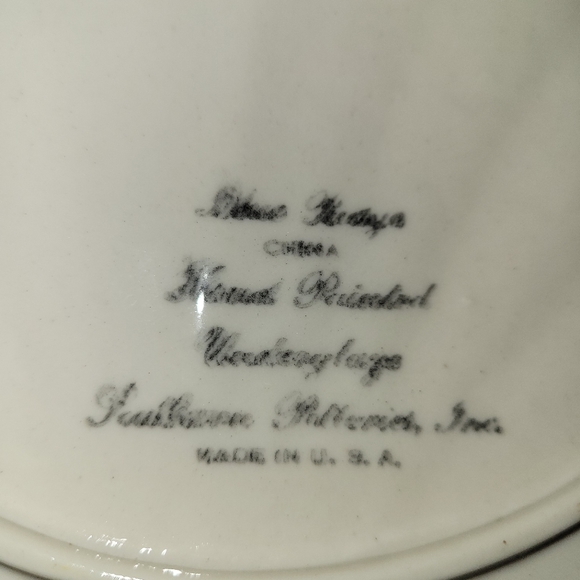 Blue Ridge
CHINA
Hand Painted
Underglaze
Southern Potteries, Inc.
MADE IN U. S. A.